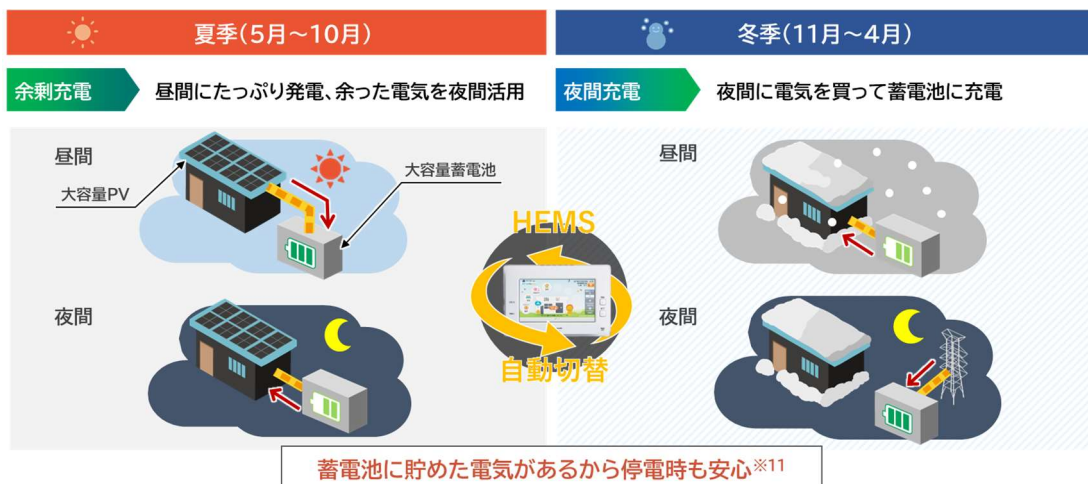 夏季(5月～10月)
冬季(11月～4月)
余剰充電
昼間にたっぷり発電、余った電気を夜間活用
夜間充電
夜間に電気を買って蓄電池に充電
昼間
大容量PV
大容量蓄電池
夜間
HEMS
自動切替
昼間
夜間
蓄電池に貯めた電気があるから停電時も安心※11